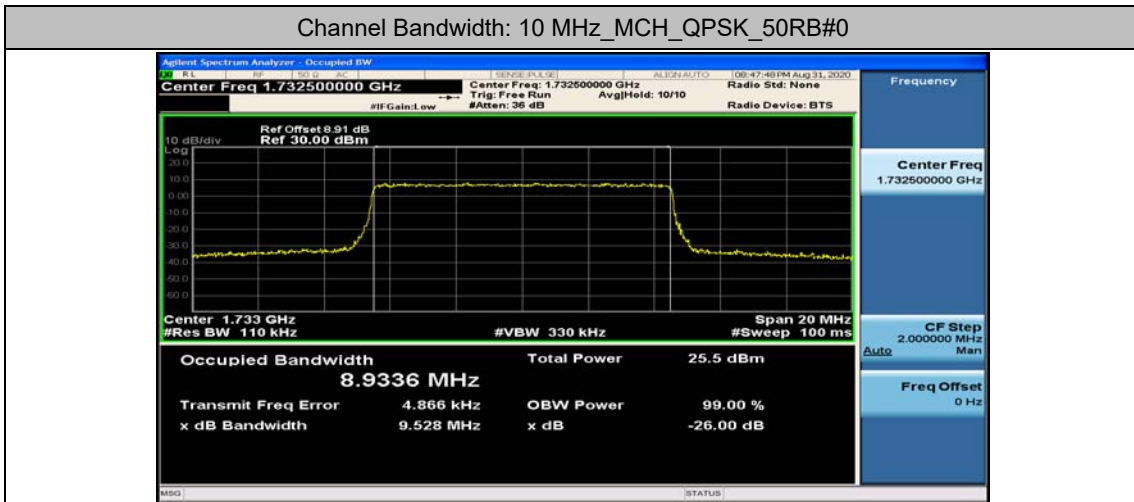 Channel Bandwidth: 10 MHz_MCH_QPSK_50RB#0
Agilent Spectrum Analyzer - Occupied BW
RL RF 50 Ω AC SENSE:PULSE ALIGN AUTO 08:47:48 PM Aug 31, 2020
Center Freq 1.732500000 GHz
Center Freq: 1.732500000 GHz
Radio Std: None
Trig: Free Run Avg|Hold: 10/10
#IFGain:Low #Atten: 36 dB Radio Device: BTS
Ref Offset 8.91 dB
10 dB/div Ref 30.00 dBm
Log
20.0
10.0
0.00
-10.0
-20.0
-30.0
-40.0
-50.0
-60.0
Center 1.733 GHz Span 20 MHz
#Res BW 110 kHz #VBW 330 kHz #Sweep 100 ms
Occupied Bandwidth Total Power 25.5 dBm
8.9336 MHz
Transmit Freq Error 4.866 kHz OBW Power 99.00 %
x dB Bandwidth 9.528 MHz x dB -26.00 dB
MSG STATUS
Frequency
Center Freq
1.732500000 GHz
CF Step
2.000000 MHz
Auto Man
Freq Offset
0 Hz